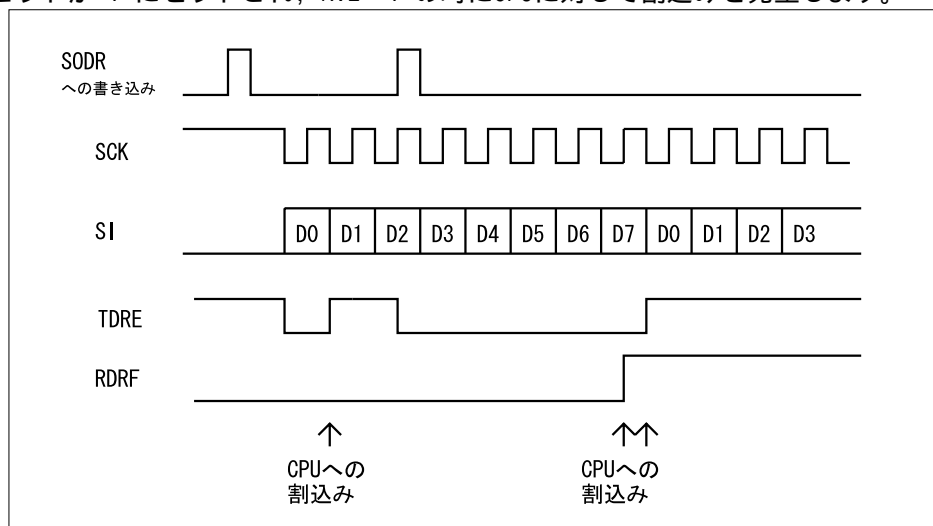 SODR
への書き込み
SCK
SI
D0 D1 D2 D3 D4 D5 D6 D7 D0 D1 D2 D3
TDRE
RDRF
CPUへの
割込み
CPUへの
割込み